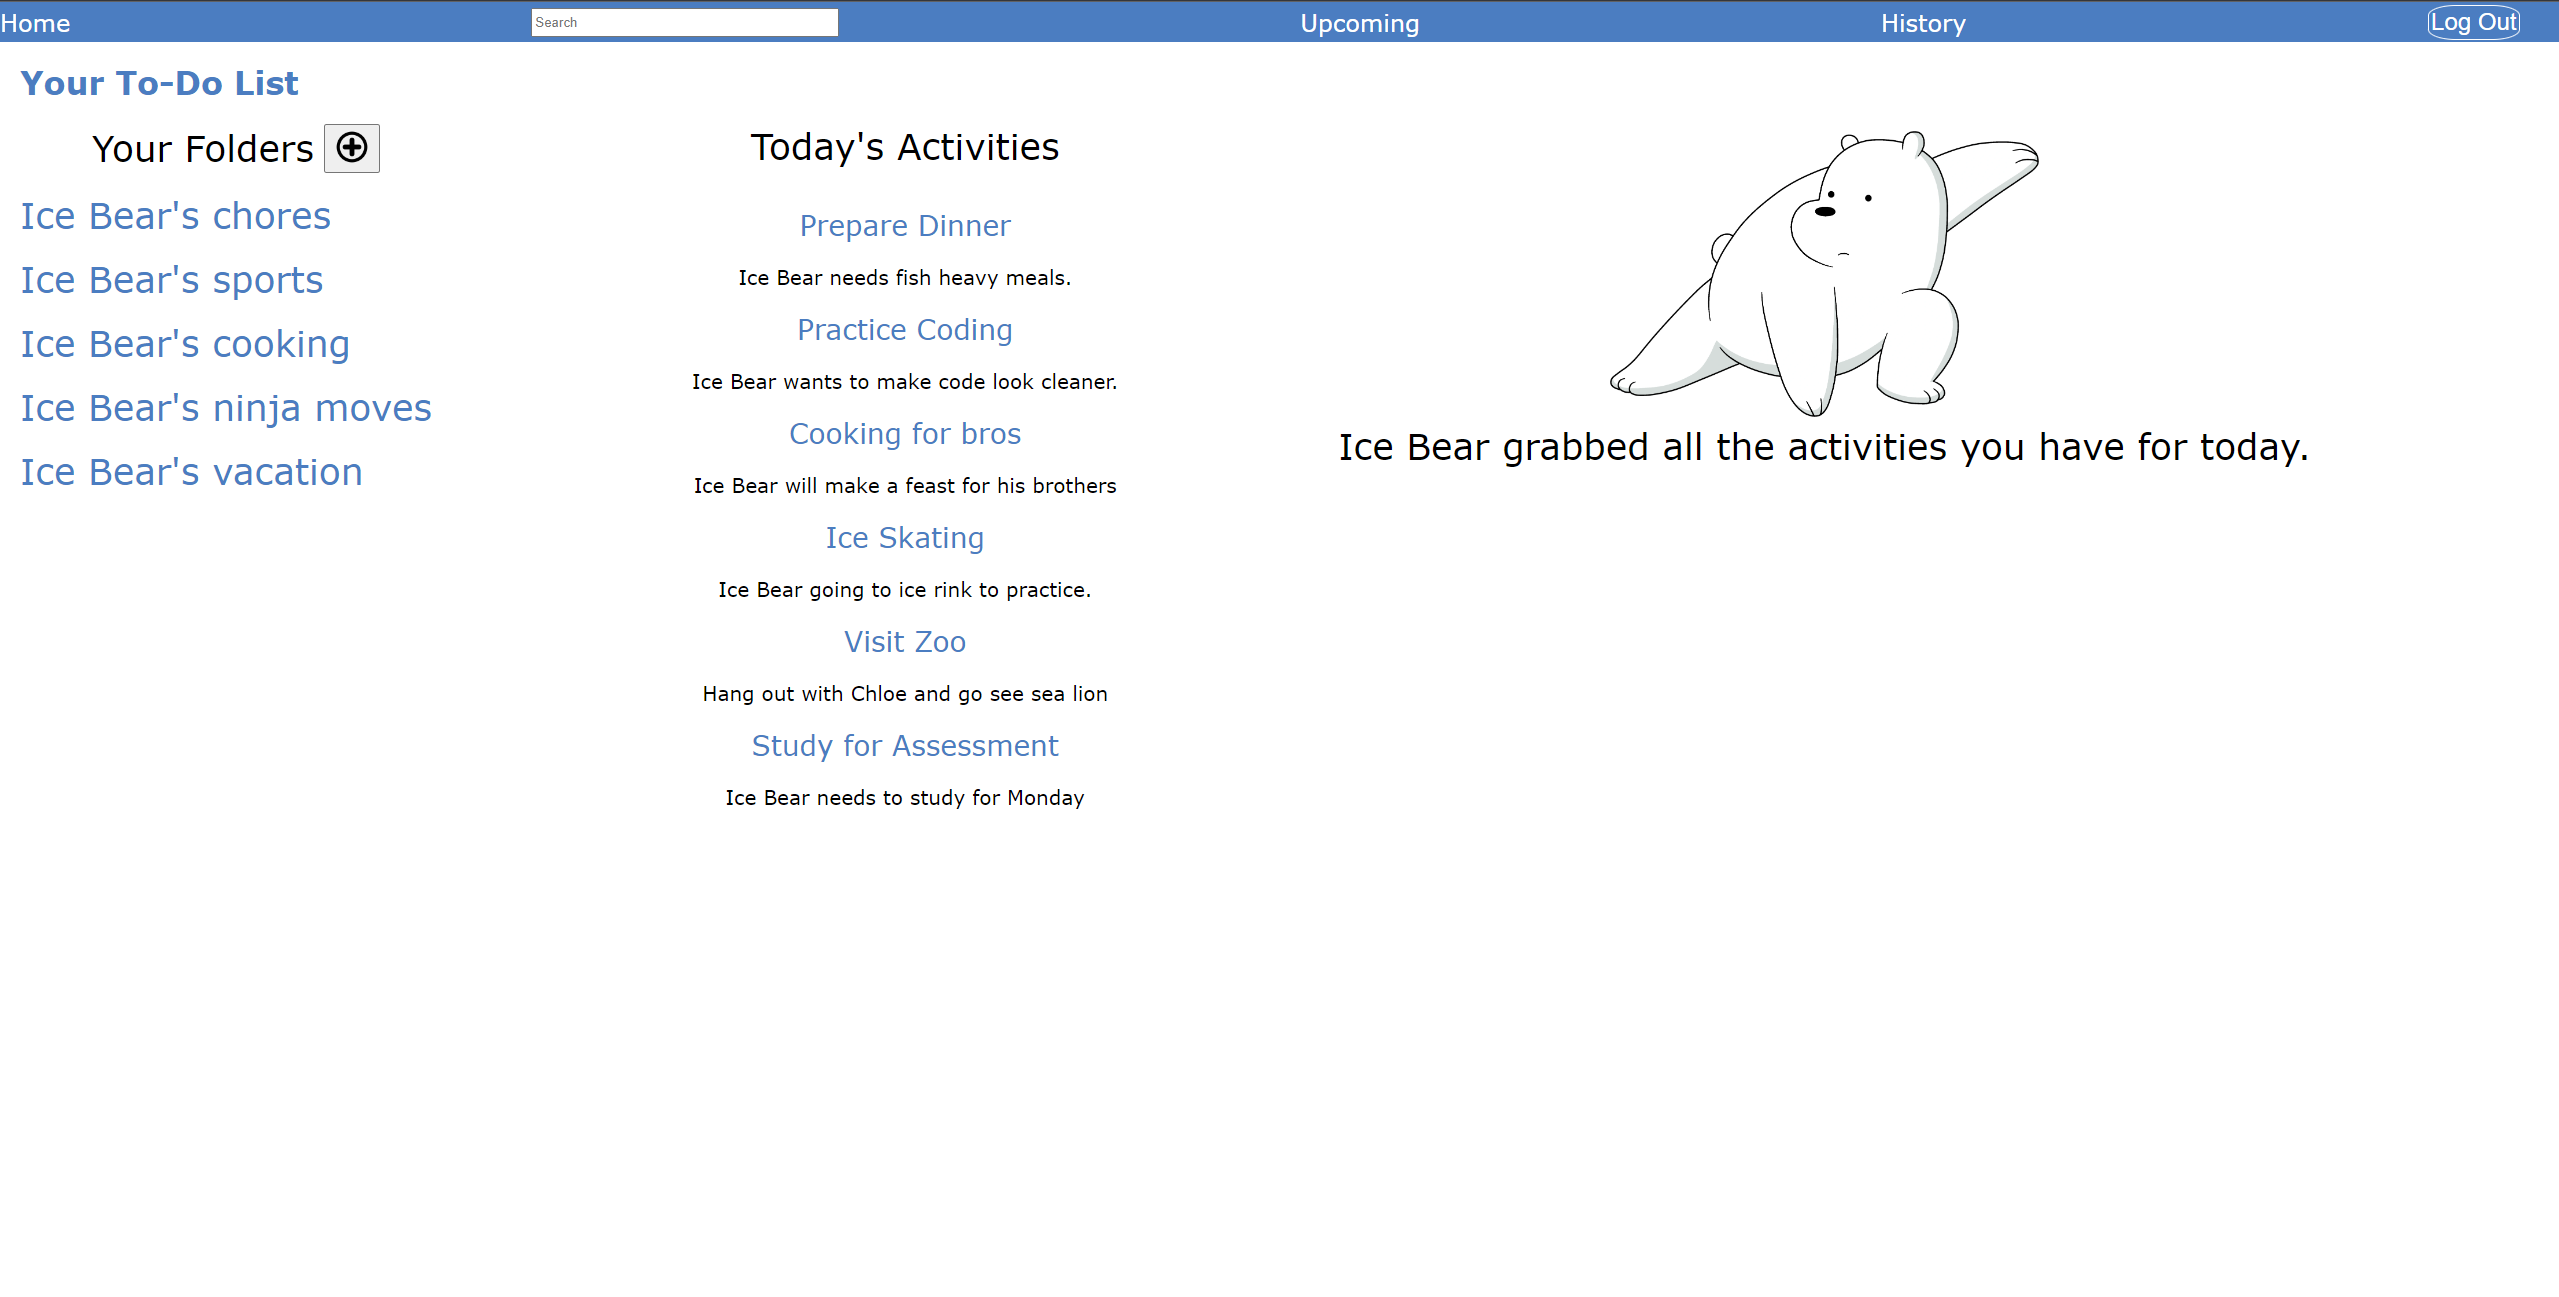 Home
Search
Upcoming
History
Log Out
Your To-Do List
Your Folders
Ice Bear's chores
Ice Bear's sports
Ice Bear's cooking
Ice Bear's ninja moves
Ice Bear's vacation
Today's Activities
Prepare Dinner
Ice Bear needs fish heavy meals.
Practice Coding
Ice Bear wants to make code look cleaner.
Cooking for bros
Ice Bear will make a feast for his brothers
Ice Skating
Ice Bear going to ice rink to practice.
Visit Zoo
Hang out with Chloe and go see sea lion
Study for Assessment
Ice Bear needs to study for Monday
Ice Bear grabbed all the activities you have for today.